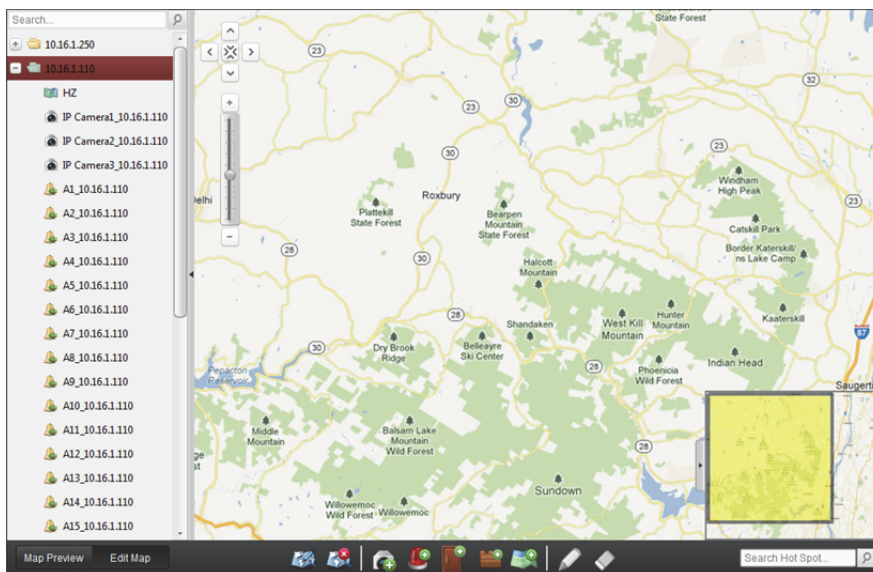 Search...
10.16.1.250
10.16.1.110
HZ
IP Camera1_10.16.1.110
IP Camera2_10.16.1.110
IP Camera3_10.16.1.110
A1_10.16.1.110
A2_10.16.1.110
A3_10.16.1.110
A4_10.16.1.110
A5_10.16.1.110
A6_10.16.1.110
A7_10.16.1.110
A8_10.16.1.110
A9_10.16.1.110
A10_10.16.1.110
A11_10.16.1.110
A12_10.16.1.110
A13_10.16.1.110
A14_10.16.1.110
A15_10.16.1.110
State Forest
23
32
30
23
30
23
Windham
High Peak
elhi
Roxbury
Plattekill
State Forest
Bearpen
Mountain
State Forest
23
Catskill Park
28
30
Border Katerskill/
ns Lake Camp
Halcott
Mountain
28
Shandaken
West Kill
Mountain
Hunter
Mountain
Kaaterskill
87
30
Dry Brook
Ridge
Belleayre
Ski Center
28
Phoenicia
Wild Forest
Indian Head
Pepacton
Reservoir
Saugerti
Middle
Mountain
Balsam Lake
Mountain
Wild Forest
28
Sundown
Willowemoc
Wild Forest
Willowemoc
Map Preview
Edit Map
Search Hot Spot...